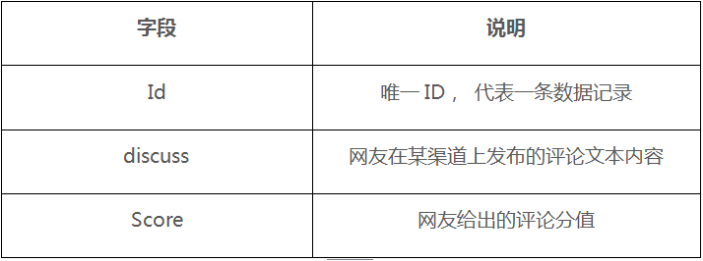 字段 说明
Id 唯一 ID ， 代表一条数据记录
discuss 网友在某渠道上发布的评论文本内容
Score 网友给出的评论分值